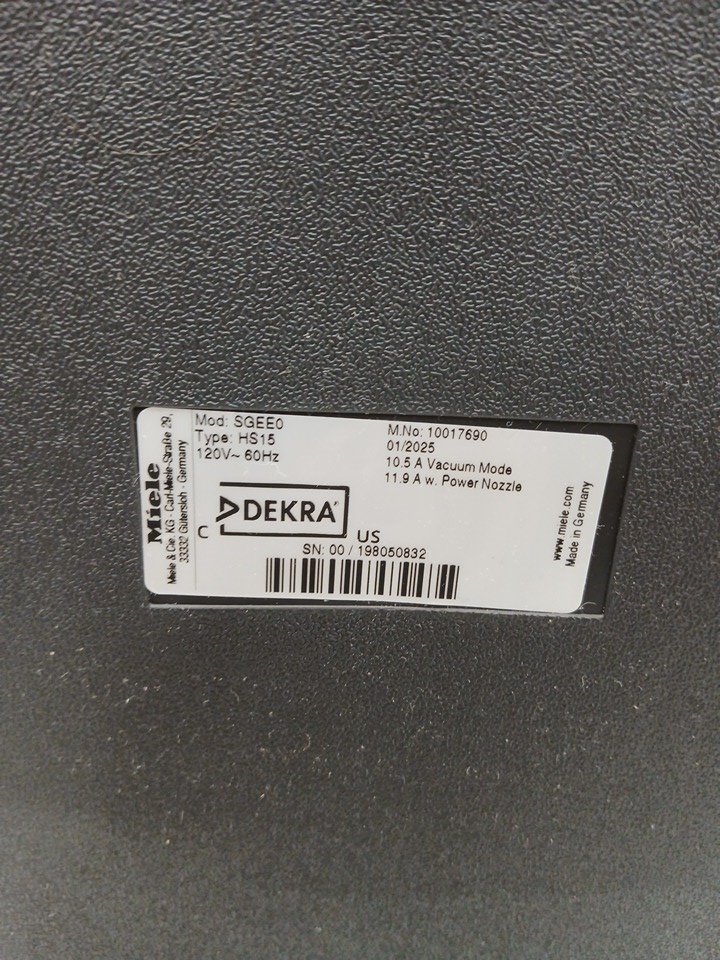 Miele
Miele & Cie. KG - Carl-Miele-Straße 29,
33332 Gütersloh - Germany
Mod: SGEE0
Type: HS15
120V~ 60Hz
M.No: 10017690
01/2025
10.5 A Vacuum Mode
11.9 A w. Power Nozzle
C DEKRA® US
SN: 00 / 198050832
www.miele.com
Made in Germany